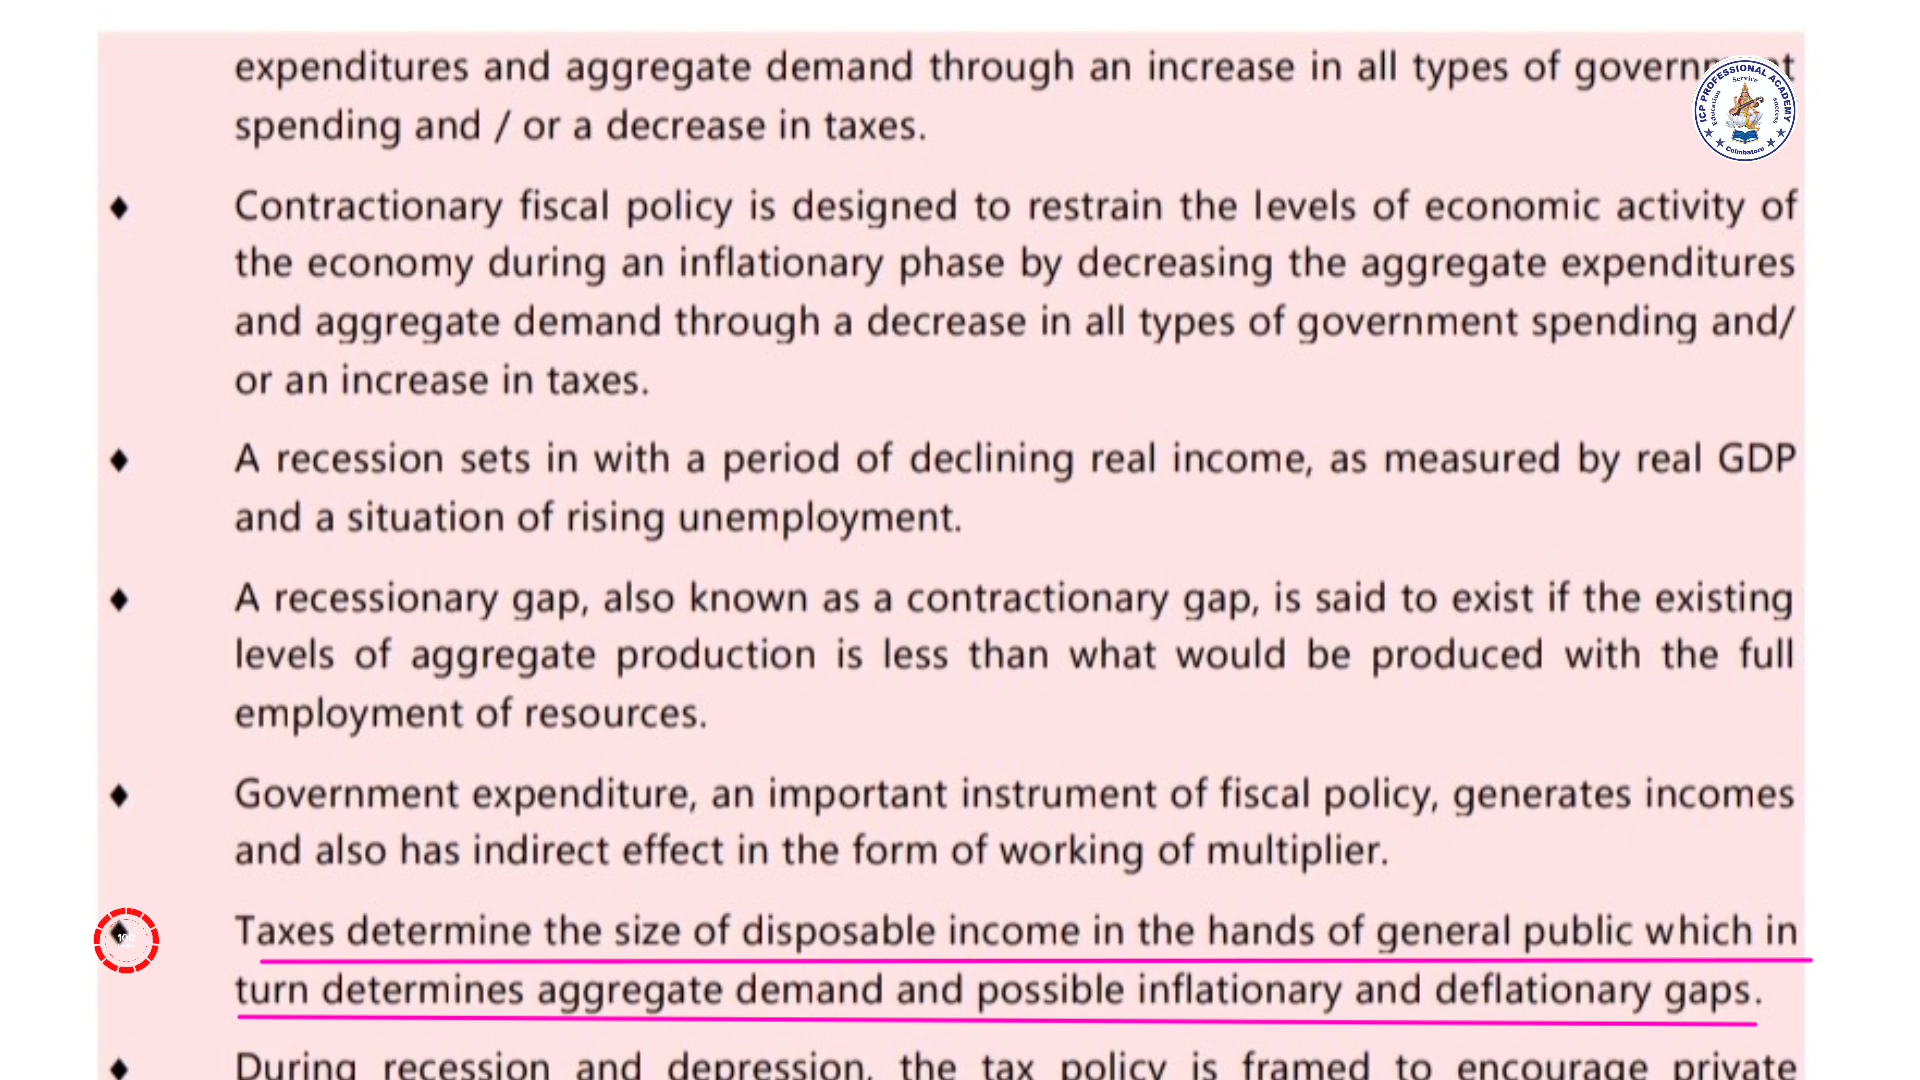 expenditures and aggregate demand through an increase in all types of government
spending and / or a decrease in taxes.
ICP PROFESSIONAL ACADEMY
Service
Education
Success
Coimbatore
♦ Contractionary fiscal policy is designed to restrain the levels of economic activity of
the economy during an inflationary phase by decreasing the aggregate expenditures
and aggregate demand through a decrease in all types of government spending and/
or an increase in taxes.
♦ A recession sets in with a period of declining real income, as measured by real GDP
and a situation of rising unemployment.
♦ A recessionary gap, also known as a contractionary gap, is said to exist if the existing
levels of aggregate production is less than what would be produced with the full
employment of resources.
♦ Government expenditure, an important instrument of fiscal policy, generates incomes
and also has indirect effect in the form of working of multiplier.
♦ Taxes determine the size of disposable income in the hands of general public which in
turn determines aggregate demand and possible inflationary and deflationary gaps.
♦ During recession and depression, the tax policy is framed to encourage private